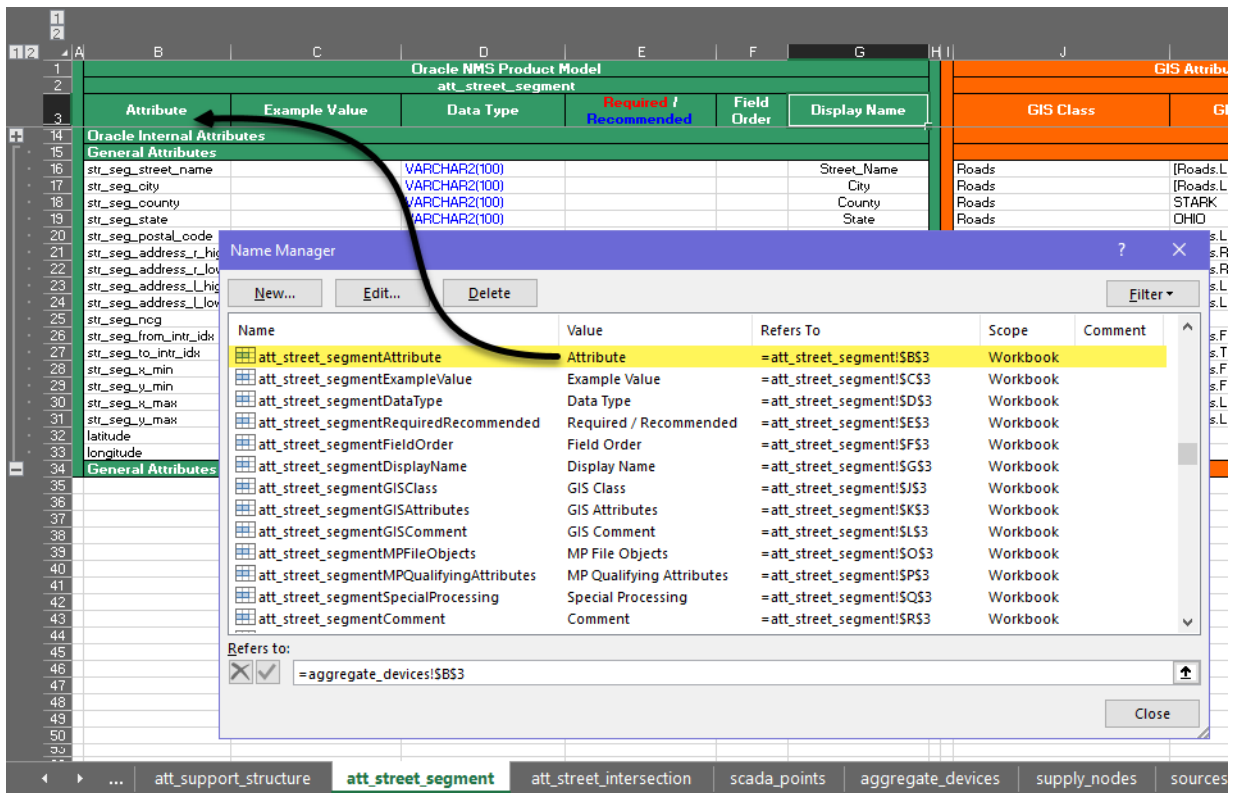 1
2
1 2 A B C D E F G H I J
1 Oracle NMS Product Model GIS Attribu
2 att_street_segment
3 Attribute Example Value Data Type Required / Recommended Field Order Display Name GIS Class GI
14 Oracle Internal Attributes
15 General Attributes
16 str_seg_street_name VARCHAR2(100) Street_Name Roads [Roads.L
17 str_seg_city VARCHAR2(100) City Roads [Roads.L
18 str_seg_county VARCHAR2(100) County Roads STARK
19 str_seg_state VARCHAR2(100) State Roads OHIO
20 str_seg_postal_code s.L
21 str_seg_address_r_hig s.R
22 str_seg_address_r_lov s.R
23 str_seg_address_l_hig s.L
24 str_seg_address_l_lov s.L
25 str_seg_ncg
26 str_seg_from_intr_idx s.F
27 str_seg_to_intr_idx s.T
28 str_seg_x_min s.F
29 str_seg_y_min s.F
30 str_seg_x_max s.L
31 str_seg_y_max s.L
32 latitude
33 longitude
34 General Attributes
35
36
37
38
39
40
41
42
43
44
45
46
47
48
49
50
Name Manager ?
New... Edit... Delete Filter
Name Value Refers To Scope Comment
att_street_segmentAttribute Attribute =att_street_segment!$B$3 Workbook
att_street_segmentExampleValue Example Value =att_street_segment!$C$3 Workbook
att_street_segmentDataType Data Type =att_street_segment!$D$3 Workbook
att_street_segmentRequiredRecommended Required / Recommended =att_street_segment!$E$3 Workbook
att_street_segmentFieldOrder Field Order =att_street_segment!$F$3 Workbook
att_street_segmentDisplayName Display Name =att_street_segment!$G$3 Workbook
att_street_segmentGISClass GIS Class =att_street_segment!$J$3 Workbook
att_street_segmentGISAttributes GIS Attributes =att_street_segment!$K$3 Workbook
att_street_segmentGISComment GIS Comment =att_street_segment!$L$3 Workbook
att_street_segmentMPFileObjects MP File Objects =att_street_segment!$O$3 Workbook
att_street_segmentMPQualifyingAttributes MP Qualifying Attributes =att_street_segment!$P$3 Workbook
att_street_segmentSpecialProcessing Special Processing =att_street_segment!$Q$3 Workbook
att_street_segmentComment Comment =att_street_segment!$R$3 Workbook
Refers to:
=aggregate_devices!$B$3
Close
... att_support_structure att_street_segment att_street_intersection scada_points aggregate_devices supply_nodes sources